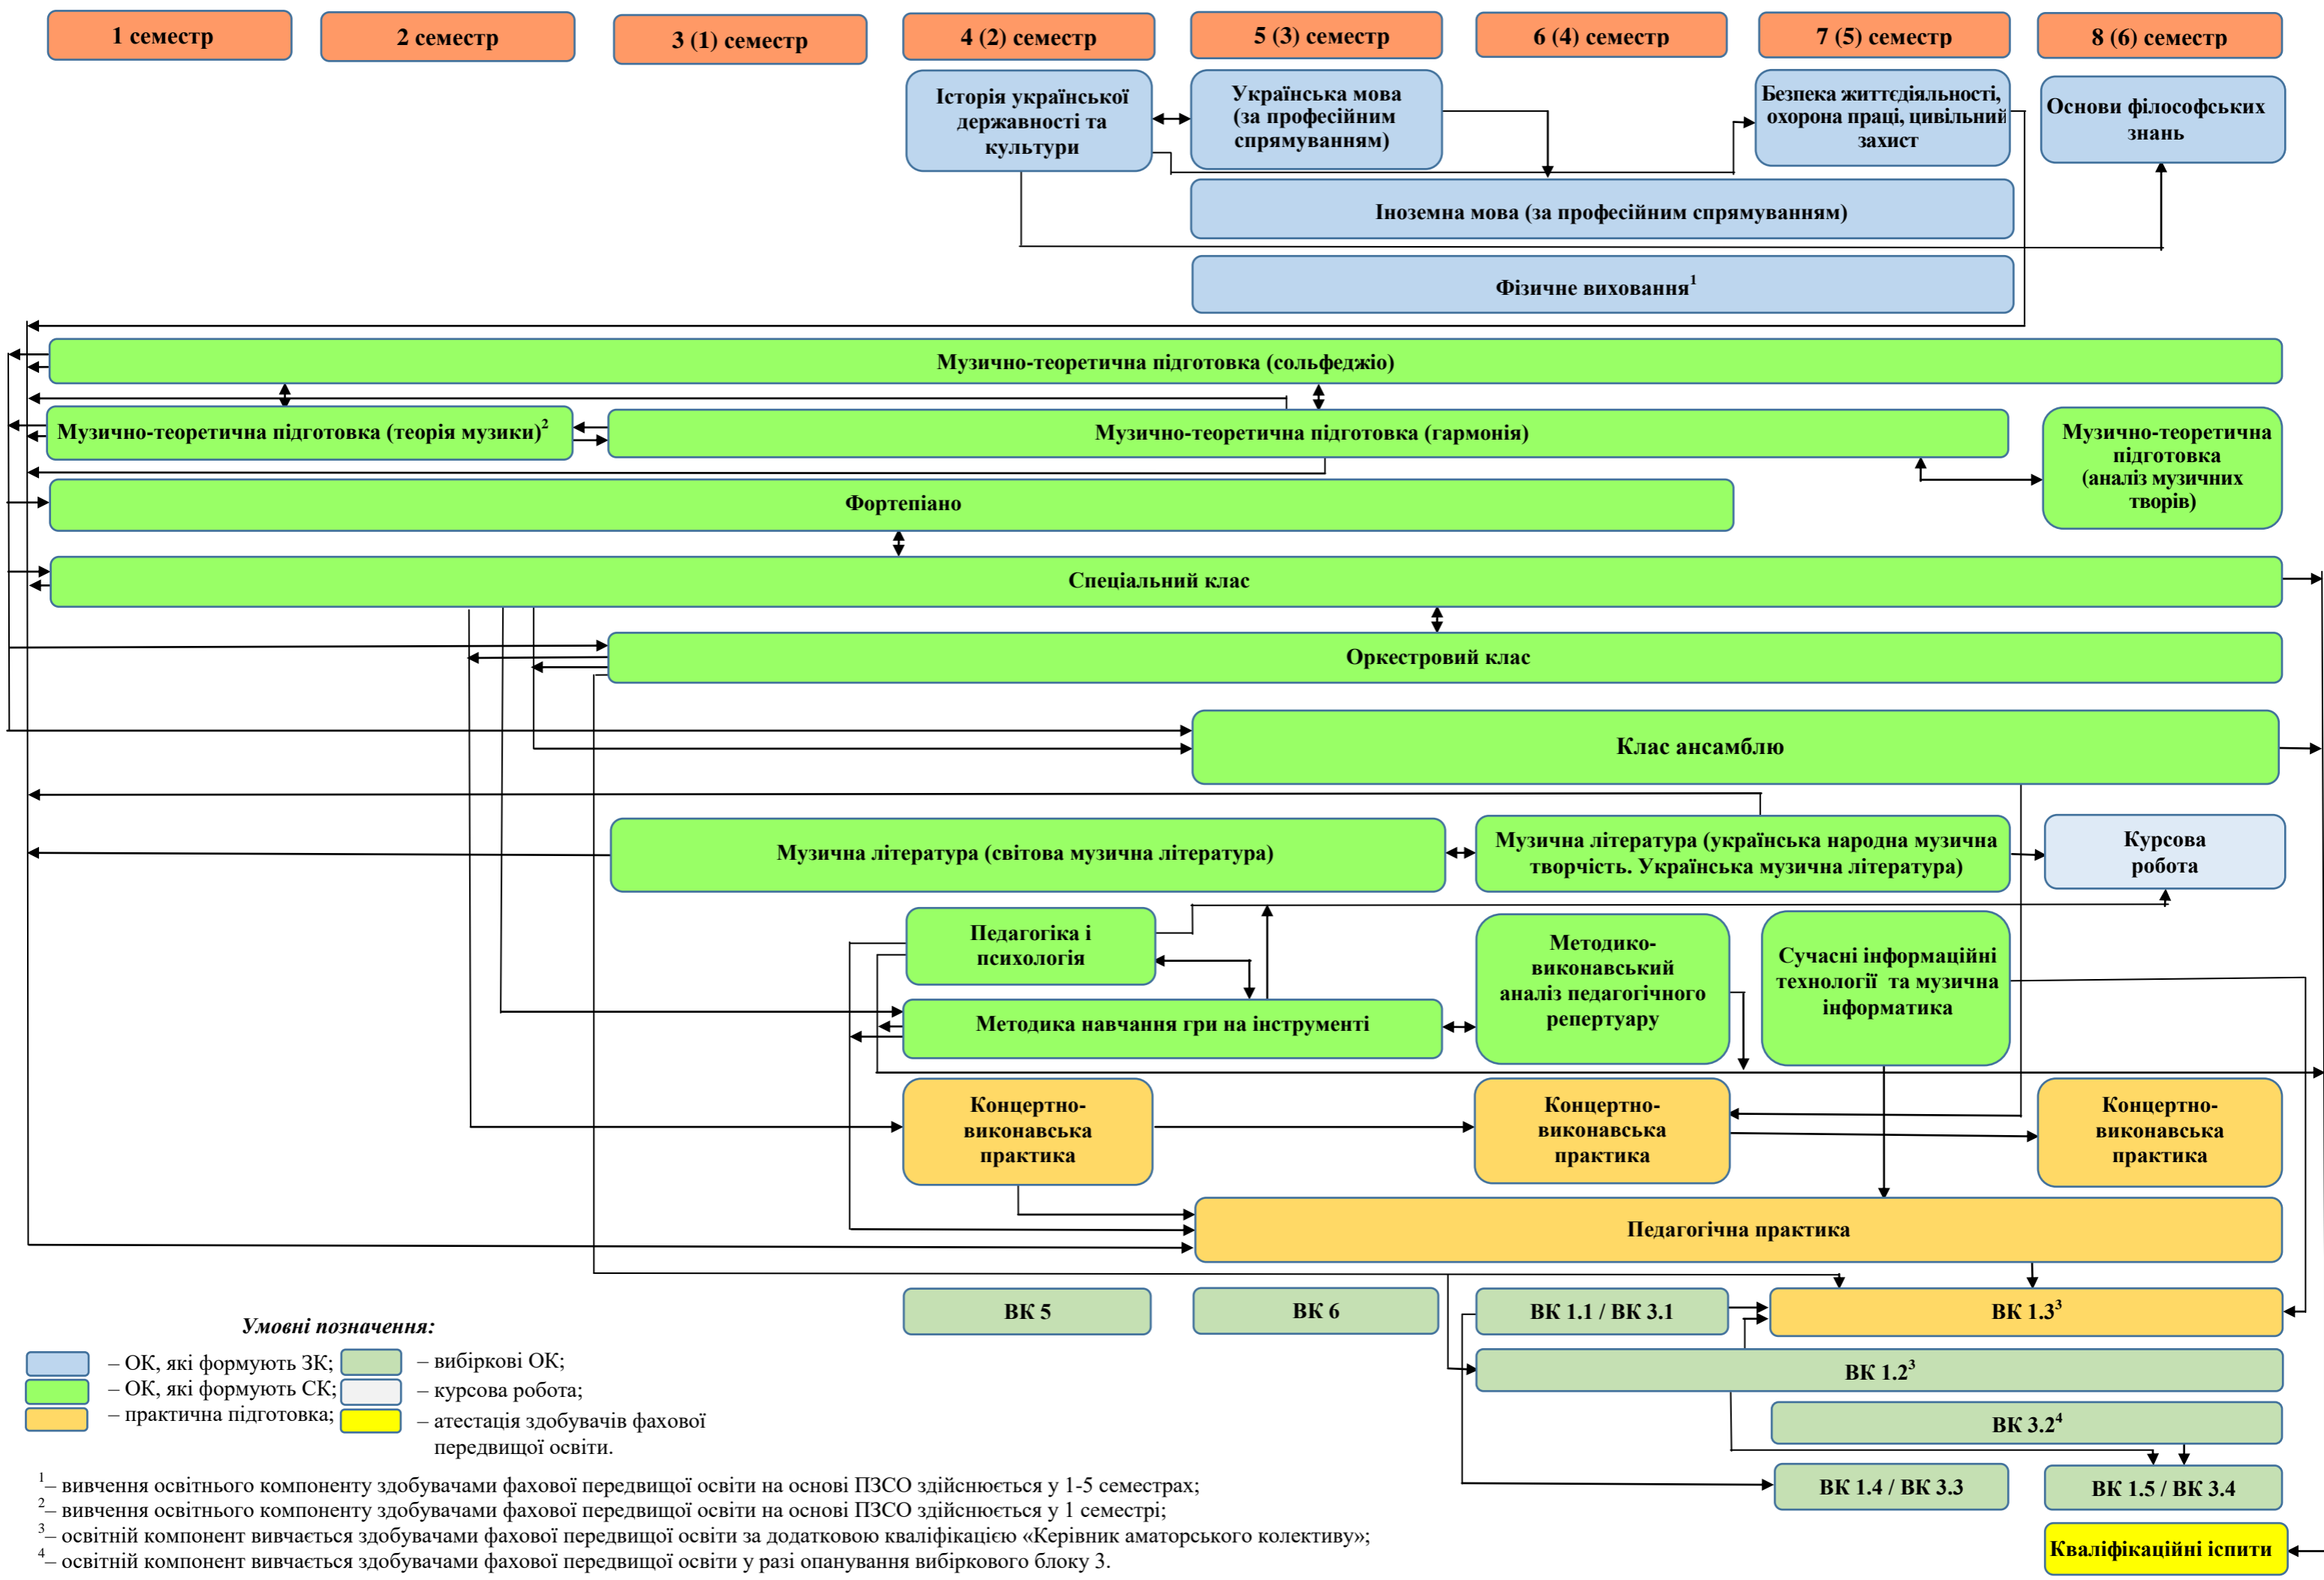 1 семестр
2 семестр
3 (1) семестр
4 (2) семестр
5 (3) семестр
6 (4) семестр
7 (5) семестр
8 (6) семестр
Історія української
державності та
культури
Українська мова
(за професійним
спрямуванням)
Безпека життєдіяльності,
охорона праці, цивільний
захист
Основи філософських
знань
Іноземна мова (за професійним спрямуванням)
Фізичне виховання¹
Музично-теоретична підготовка (сольфеджіо)
Музично-теоретична підготовка (теорія музики)²
Музично-теоретична підготовка (гармонія)
Музично-теоретична
підготовка
(аналіз музичних
творів)
Фортепіано
Спеціальний клас
Оркестровий клас
Клас ансамблю
Музична література (світова музична література)
Музична література (українська народна музична
творчість. Українська музична література)
Курсова
робота
Педагогіка і
психологія
Методико-
виконавський
аналіз педагогічного
репертуару
Сучасні інформаційні
технології та музична
інформатика
Методика навчання гри на інструменті
Концертно-
виконавська
практика
Концертно-
виконавська
практика
Концертно-
виконавська
практика
Педагогічна практика
ВК 5
ВК 6
ВК 1.1 / ВК 3.1
ВК 1.3³
ВК 1.2³
ВК 3.2⁴
ВК 1.4 / ВК 3.3
ВК 1.5 / ВК 3.4
Кваліфікаційні іспити
Умовні позначення:
– ОК, які формують ЗК;
– ОК, які формують СК;
– практична підготовка;
– вибіркові ОК;
– курсова робота;
– атестація здобувачів фахової
передвищої освіти.
¹– вивчення освітнього компоненту здобувачами фахової передвищої освіти на основі ПЗСО здійснюється у 1-5 семестрах;
²– вивчення освітнього компоненту здобувачами фахової передвищої освіти на основі ПЗСО здійснюється у 1 семестрі;
³– освітній компонент вивчається здобувачами фахової передвищої освіти за додатковою кваліфікацією «Керівник аматорського колективу»;
⁴– освітній компонент вивчається здобувачами фахової передвищої освіти у разі опанування вибіркового блоку 3.